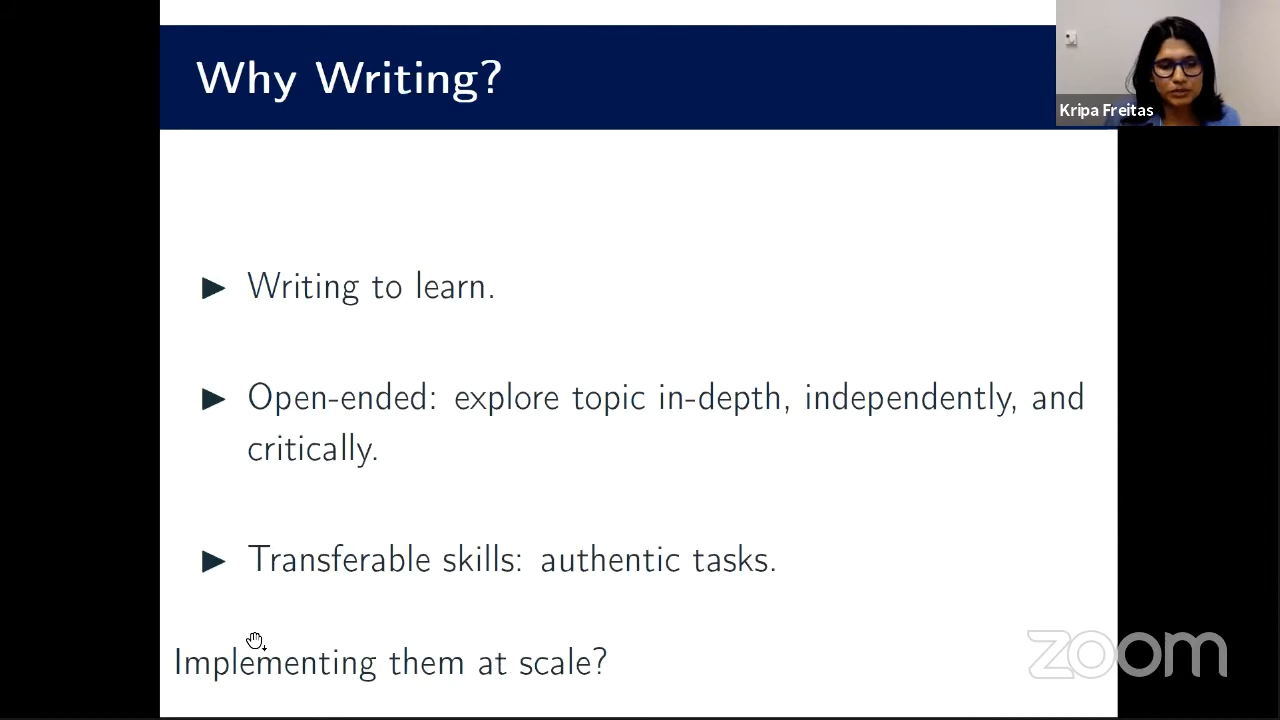 Why Writing?
Kripa Freitas
▶ Writing to learn.
▶ Open-ended: explore topic in-depth, independently, and
critically.
▶ Transferable skills: authentic tasks.
Implementing them at scale?
zoom